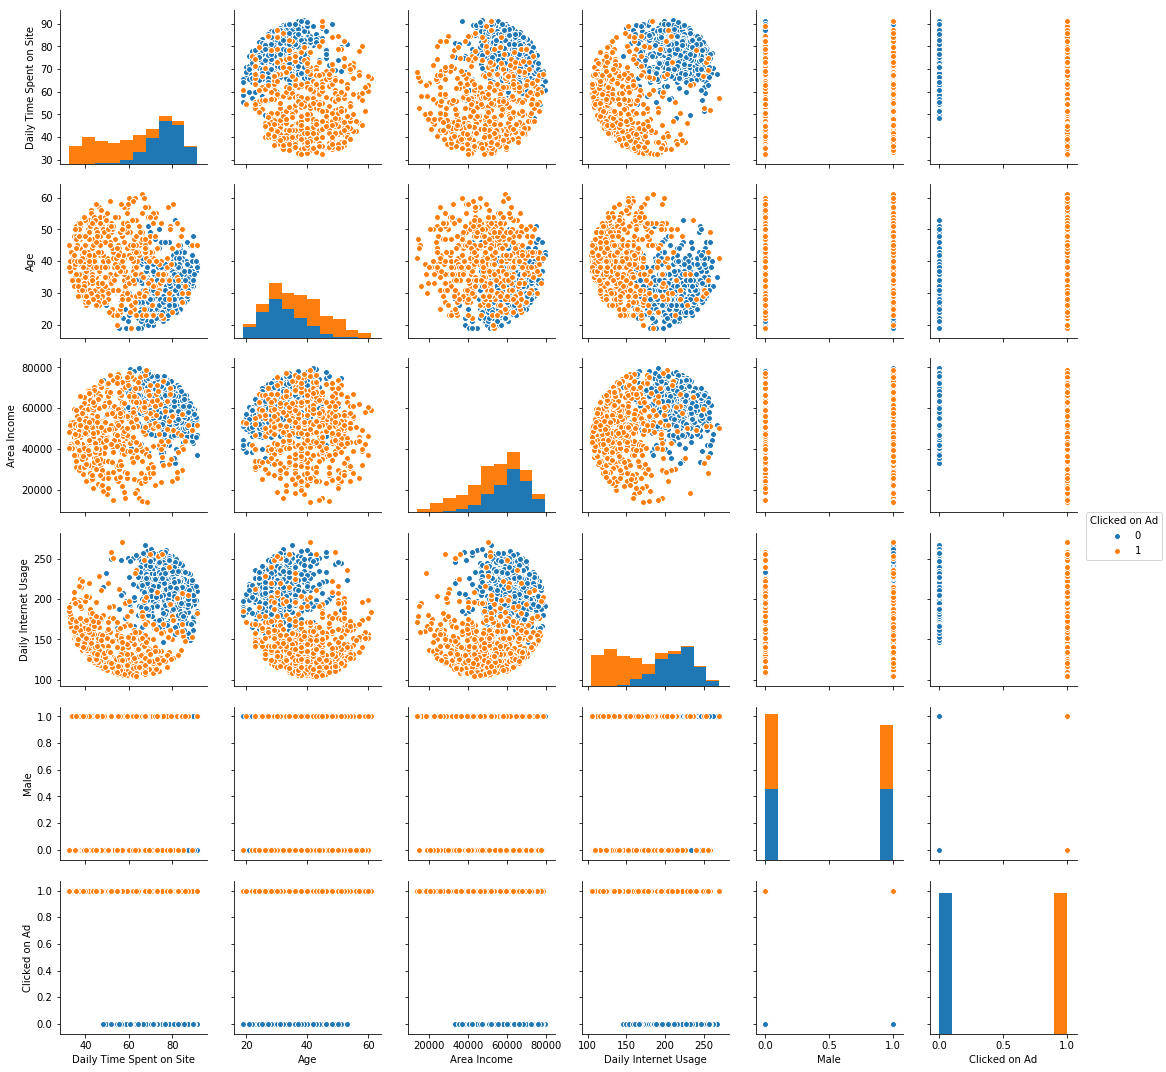 90
80
70
60
50
40
30
Daily Time Spent on Site
60
50
40
30
20
Age
80000
60000
40000
20000
Area Income
250
200
150
100
Daily Internet Usage
Clicked on Ad
0
1
1.0
0.8
0.6
0.4
0.2
0.0
Male
1.0
0.8
0.6
0.4
0.2
0.0
Clicked on Ad
40 60 80
20 40 60
20000 40000 60000 80000
100 150 200 250
0.0 0.5 1.0
0.0 0.5 1.0
Daily Time Spent on Site
Age
Area Income
Daily Internet Usage
Male
Clicked on Ad